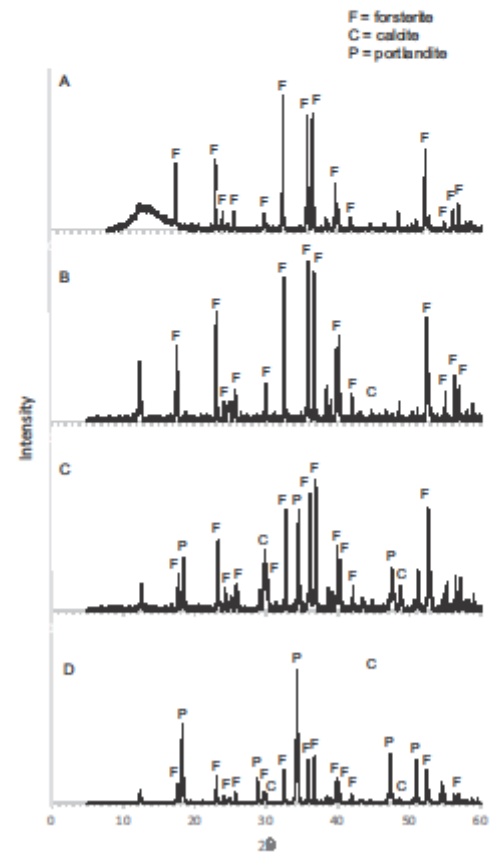 F = forsterite
C = calcite
P = portlandite
A
F
F F
F
F F
F
F F F F F F F
B
F F
F F
F F
F F
F F F F C F F
C
F
F P F F
F
C
P F F
F F F P
F F F C
D
P C
P
P F F P P
F F P F F F F F
F F C F C F
Intensity
0 10 20 30 40 50 60